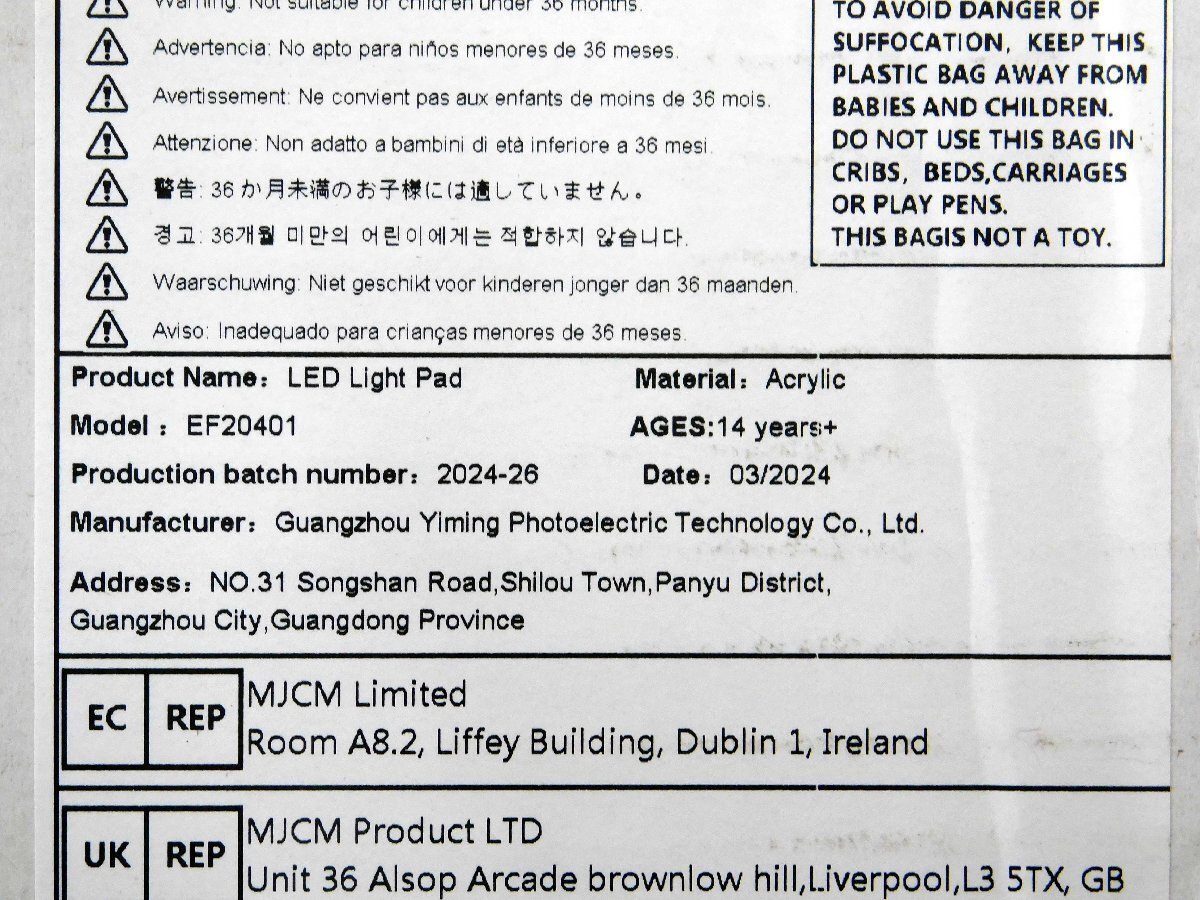 Warning: Not suitable for children under 36 months.
Advertencia: No apto para niños menores de 36 meses.
Avertissement: Ne convient pas aux enfants de moins de 36 mois.
Attenzione: Non adatto a bambini di età inferiore a 36 mesi.
警告: 36 か月未満のお子様には適していません。
경고: 36개월 미만의 어린이에게는 적합하지 않습니다.
Waarschuwing: Niet geschikt voor kinderen jonger dan 36 maanden.
Aviso: Inadequado para crianças menores de 36 meses.
TO AVOID DANGER OF
SUFFOCATION, KEEP THIS
PLASTIC BAG AWAY FROM
BABIES AND CHILDREN.
DO NOT USE THIS BAG IN
CRIBS, BEDS,CARRIAGES
OR PLAY PENS.
THIS BAGIS NOT A TOY.
Product Name: LED Light Pad Material: Acrylic
Model : EF20401 AGES:14 years+
Production batch number: 2024-26 Date: 03/2024
Manufacturer: Guangzhou Yiming Photoelectric Technology Co., Ltd.
Address: NO.31 Songshan Road,Shilou Town,Panyu District,
Guangzhou City,Guangdong Province
EC REP MJCM Limited
Room A8.2, Liffey Building, Dublin 1, Ireland
UK REP MJCM Product LTD
Unit 36 Alsop Arcade brownlow hill,Liverpool,L3 5TX, GB